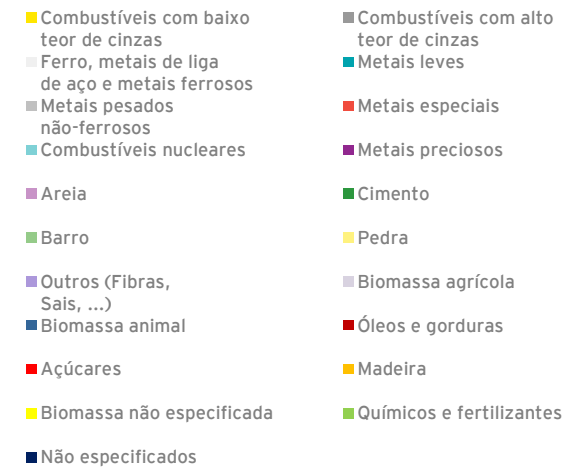 Combustíveis com baixo
teor de cinzas
Combustíveis com alto
teor de cinzas
Ferro, metais de liga
de aço e metais ferrosos
Metais leves
Metais pesados
não-ferrosos
Metais especiais
Combustíveis nucleares
Metais preciosos
Areia
Cimento
Barro
Pedra
Outros (Fibras,
Sais, ...)
Biomassa agrícola
Biomassa animal
Óleos e gorduras
Açúcares
Madeira
Biomassa não especificada
Químicos e fertilizantes
Não especificados